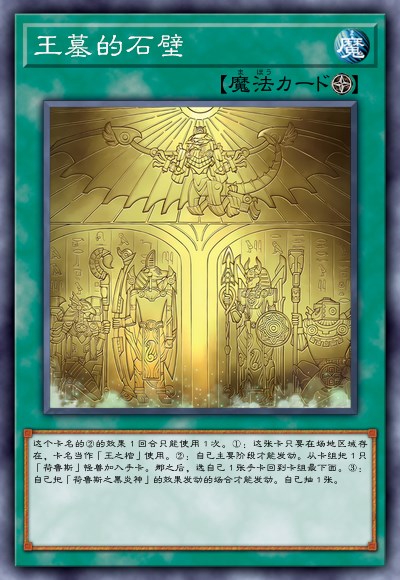 王墓的石壁
魔
【魔法カード】
まほう
这个卡名的②的效果1回合只能使用1次。①：这张卡只要在场地区域存
在，卡名当作「王之棺」使用。②：自己主要阶段才能发动。从卡组把1只
「荷鲁斯」怪兽加入手卡。那之后，选自己1张手卡回到卡组最下面。③：
自己把「荷鲁斯之黑炎神」的效果发动的场合才能发动。自己抽1张。